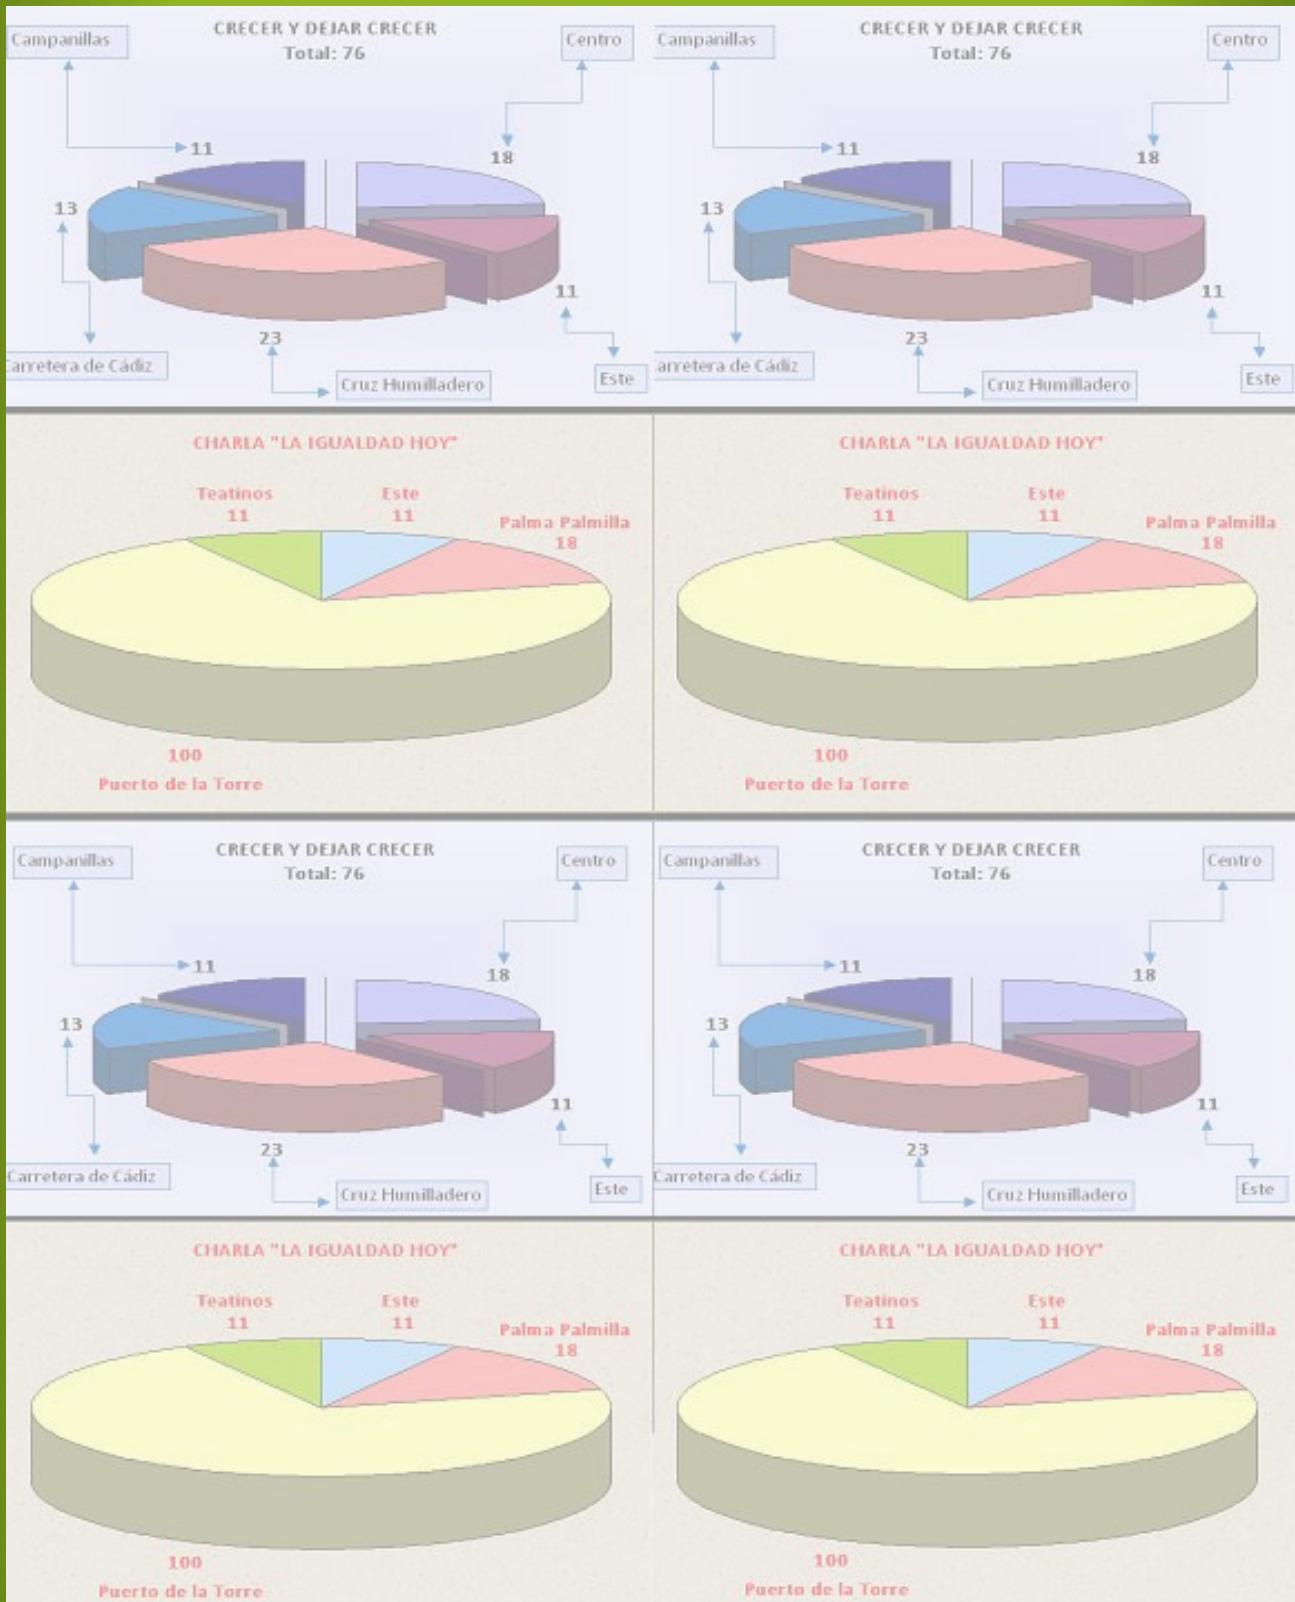 CRECER Y DEJAR CRECER
Total: 76
Campanillas
Centro
11
18
13
11
23
Carretera de Cádiz
Cruz Humilladero
Este
CRECER Y DEJAR CRECER
Total: 76
Campanillas
Centro
11
18
13
11
23
arretera de Cádiz
Cruz Humilladero
Este
CHARLA "LA IGUALDAD HOY"
Teatinos
11
Este
11
Palma Palmilla
18
100
Puerto de la Torre
CHARLA "LA IGUALDAD HOY"
Teatinos
11
Este
11
Palma Palmilla
18
100
Puerto de la Torre
CRECER Y DEJAR CRECER
Total: 76
Campanillas
Centro
11
18
13
11
23
Carretera de Cádiz
Cruz Humilladero
Este
CRECER Y DEJAR CRECER
Total: 76
Campanillas
Centro
11
18
13
11
23
Carretera de Cádiz
Cruz Humilladero
Este
CHARLA "LA IGUALDAD HOY"
Teatinos
11
Este
11
Palma Palmilla
18
100
Puerto de la Torre
CHARLA "LA IGUALDAD HOY"
Teatinos
11
Este
11
Palma Palmilla
18
100
Puerto de la Torre